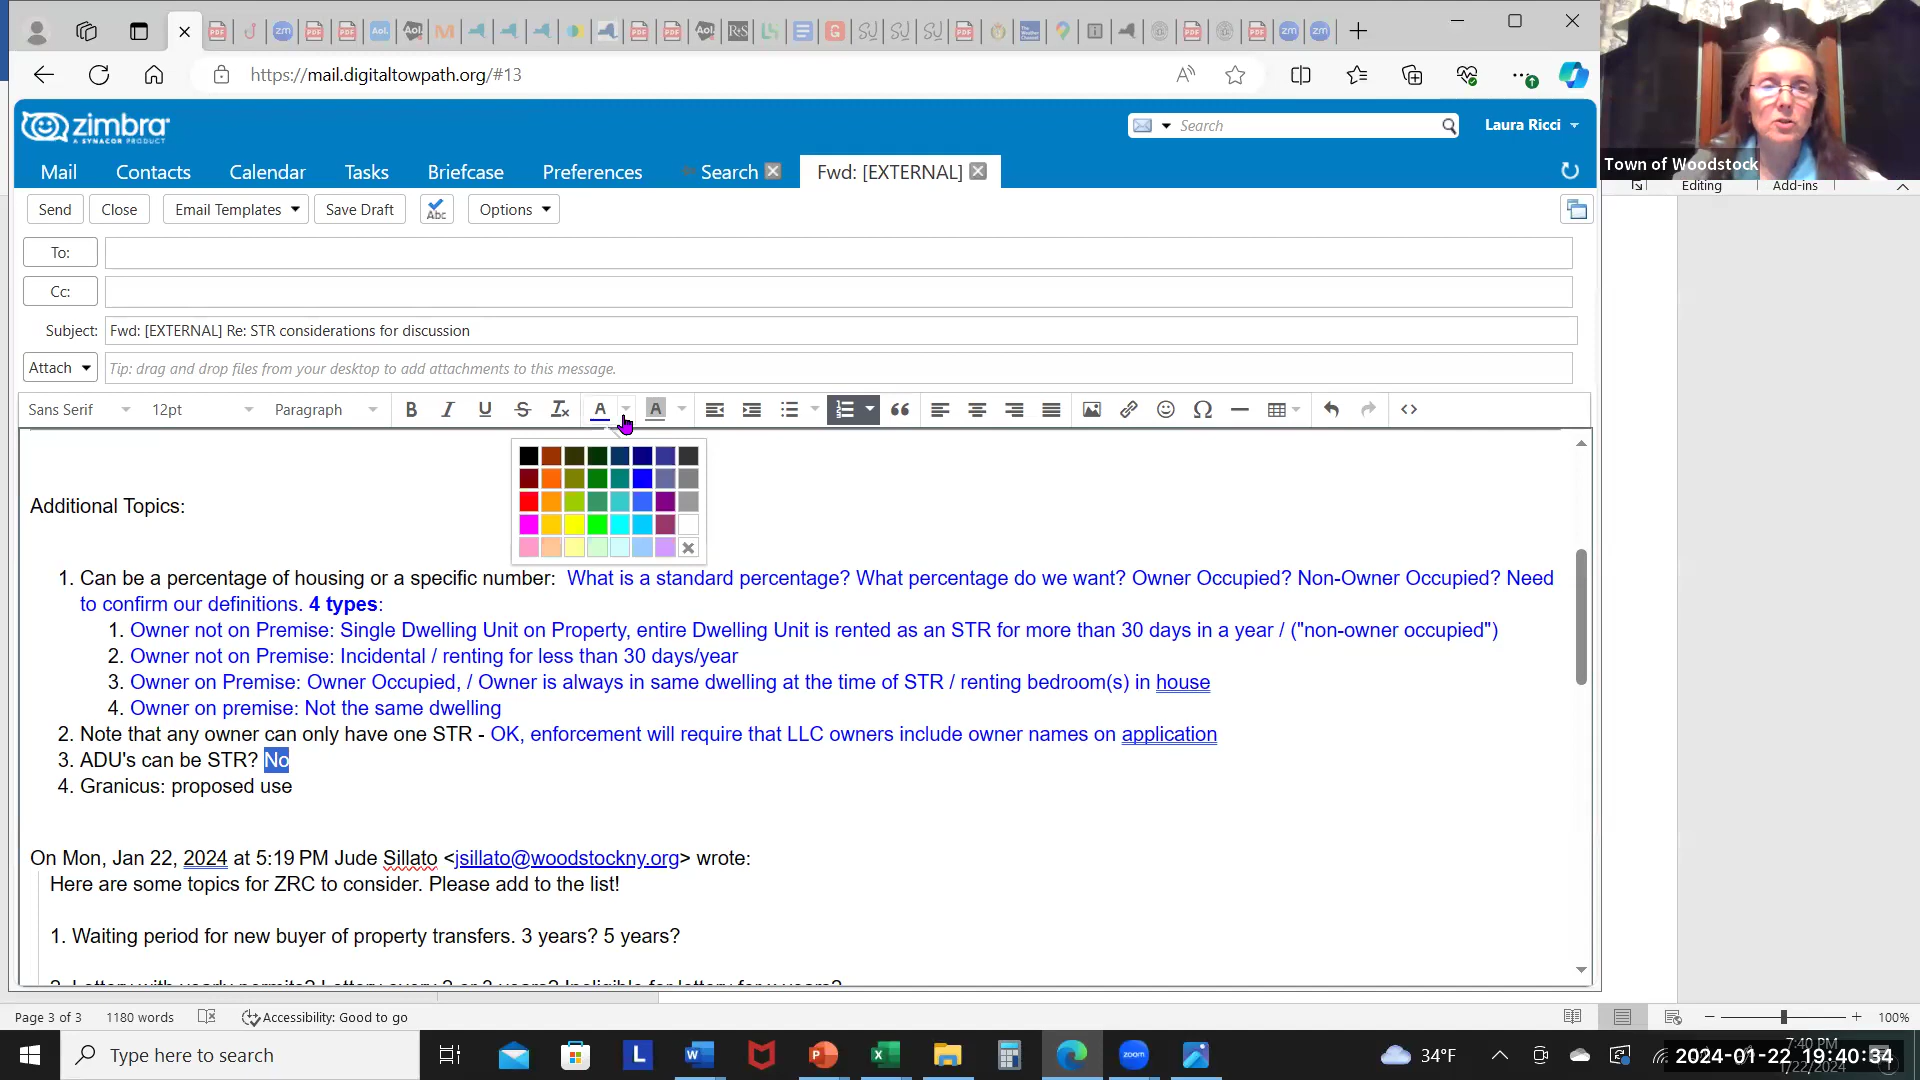 https://mail.digitaltowpath.org/#13
zimbra
A SYNACOR PRODUCT
Search
Laura Ricci
Mail
Contacts
Calendar
Tasks
Briefcase
Preferences
Search
Fwd: [EXTERNAL]
Town of Woodstock
Editing
Add-ins
Send
Close
Email Templates
Save Draft
Abc
Options
To:
Cc:
Subject: Fwd: [EXTERNAL] Re: STR considerations for discussion
Attach
Tip: drag and drop files from your desktop to add attachments to this message.
Sans Serif
12pt
Paragraph
Additional Topics:
1. Can be a percentage of housing or a specific number: What is a standard percentage? What percentage do we want? Owner Occupied? Non-Owner Occupied? Need
to confirm our definitions. 4 types:
1. Owner not on Premise: Single Dwelling Unit on Property, entire Dwelling Unit is rented as an STR for more than 30 days in a year / ("non-owner occupied")
2. Owner not on Premise: Incidental / renting for less than 30 days/year
3. Owner on Premise: Owner Occupied, / Owner is always in same dwelling at the time of STR / renting bedroom(s) in house
4. Owner on premise: Not the same dwelling
2. Note that any owner can only have one STR - OK, enforcement will require that LLC owners include owner names on application
3. ADU's can be STR? No
4. Granicus: proposed use
On Mon, Jan 22, 2024 at 5:19 PM Jude Sillato <jsillato@woodstockny.org> wrote:
Here are some topics for ZRC to consider. Please add to the list!
1. Waiting period for new buyer of property transfers. 3 years? 5 years?
Page 3 of 3
1180 words
Accessibility: Good to go
100%
Type here to search
34°F
7:40 PM
2024-01-22 19:40:34